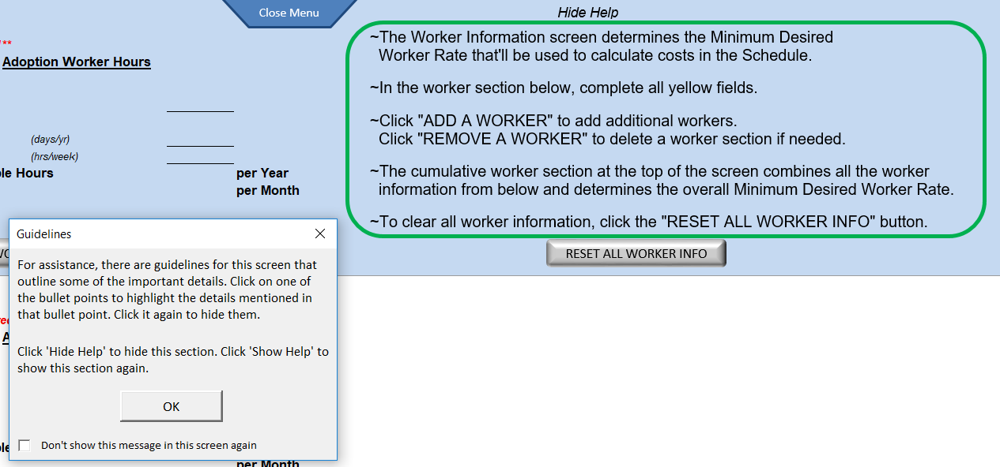 Close Menu
Hide Help
**
Adoption Worker Hours
(days/yr)
(hrs/week)
Hours
per Year
per Month
~The Worker Information screen determines the Minimum Desired
Worker Rate that'll be used to calculate costs in the Schedule.
~In the worker section below, complete all yellow fields.
~Click "ADD A WORKER" to add additional workers.
Click "REMOVE A WORKER" to delete a worker section if needed.
~The cumulative worker section at the top of the screen combines all the worker
information from below and determines the overall Minimum Desired Worker Rate.
~To clear all worker information, click the "RESET ALL WORKER INFO" button.
RESET ALL WORKER INFO
Guidelines
For assistance, there are guidelines for this screen that
outline some of the important details. Click on one of
the bullet points to highlight the details mentioned in
that bullet point. Click it again to hide them.
Click 'Hide Help' to hide this section. Click 'Show Help' to
show this section again.
OK
Don't show this message in this screen again
per Month